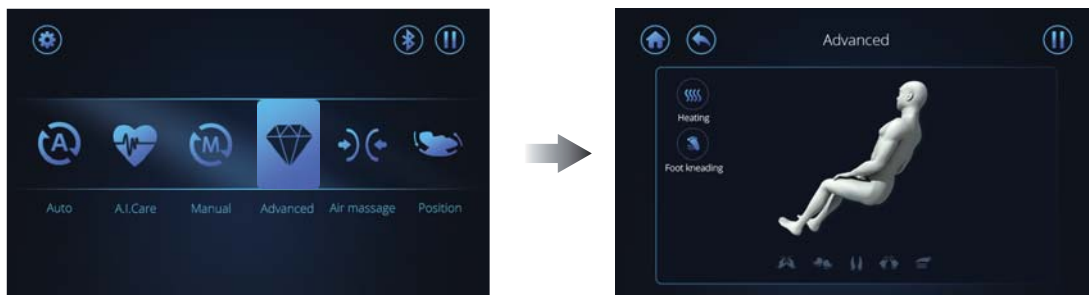 A
M
Auto
A.I.Care
Manual
Advanced
Air massage
Position
Advanced
Heating
Foot kneading